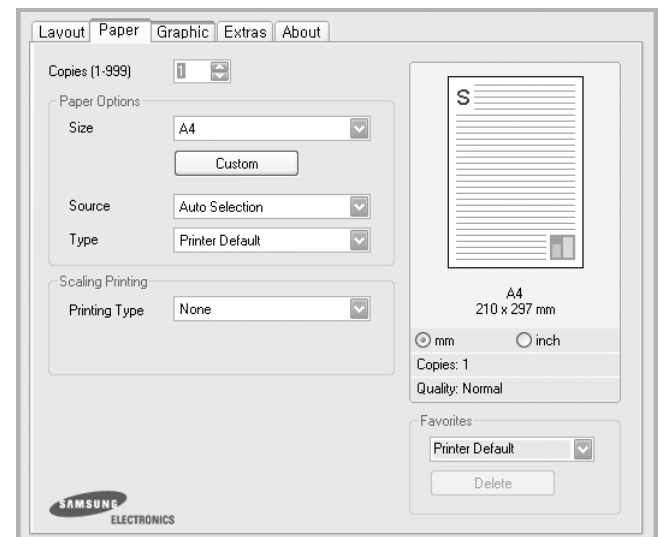 Layout Paper Graphic Extras About
Copies (1-999) 1
Paper Options
Size A4
Custom
Source Auto Selection
Type Printer Default
Scaling Printing
Printing Type None
S
A4
210 x 297 mm
mm inch
Copies: 1
Quality: Normal
Favorites
Printer Default
Delete
SAMSUNG
ELECTRONICS